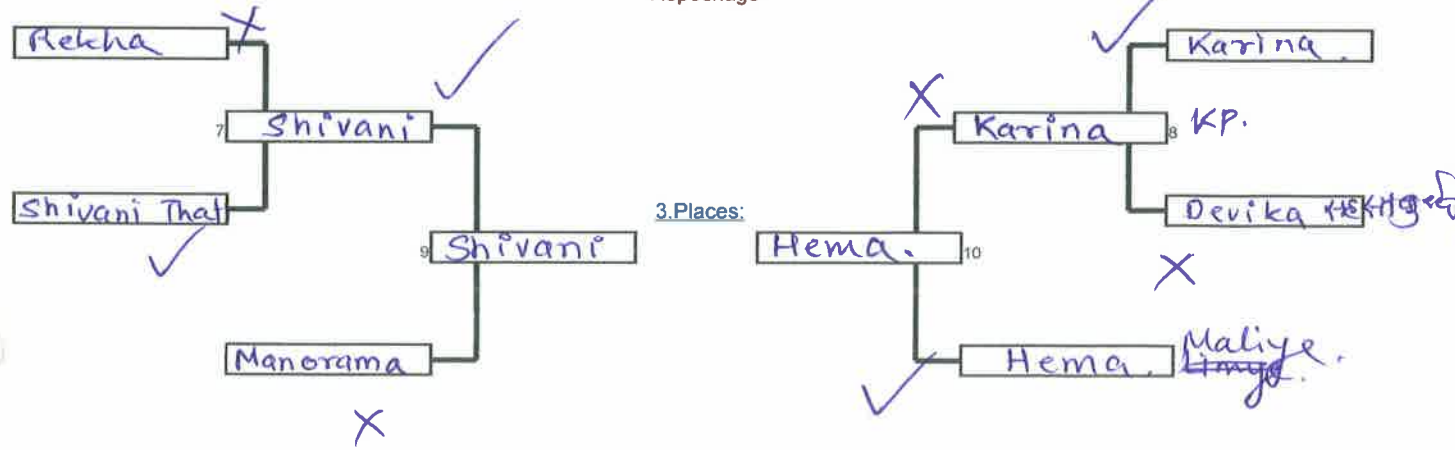 Rekha
Karina.
7 Shivani
Karina 8 KP.
Shivani That
3.Places:
Devika
9 Shivani
Hema. 10
Manorama
Hema. Maliye.